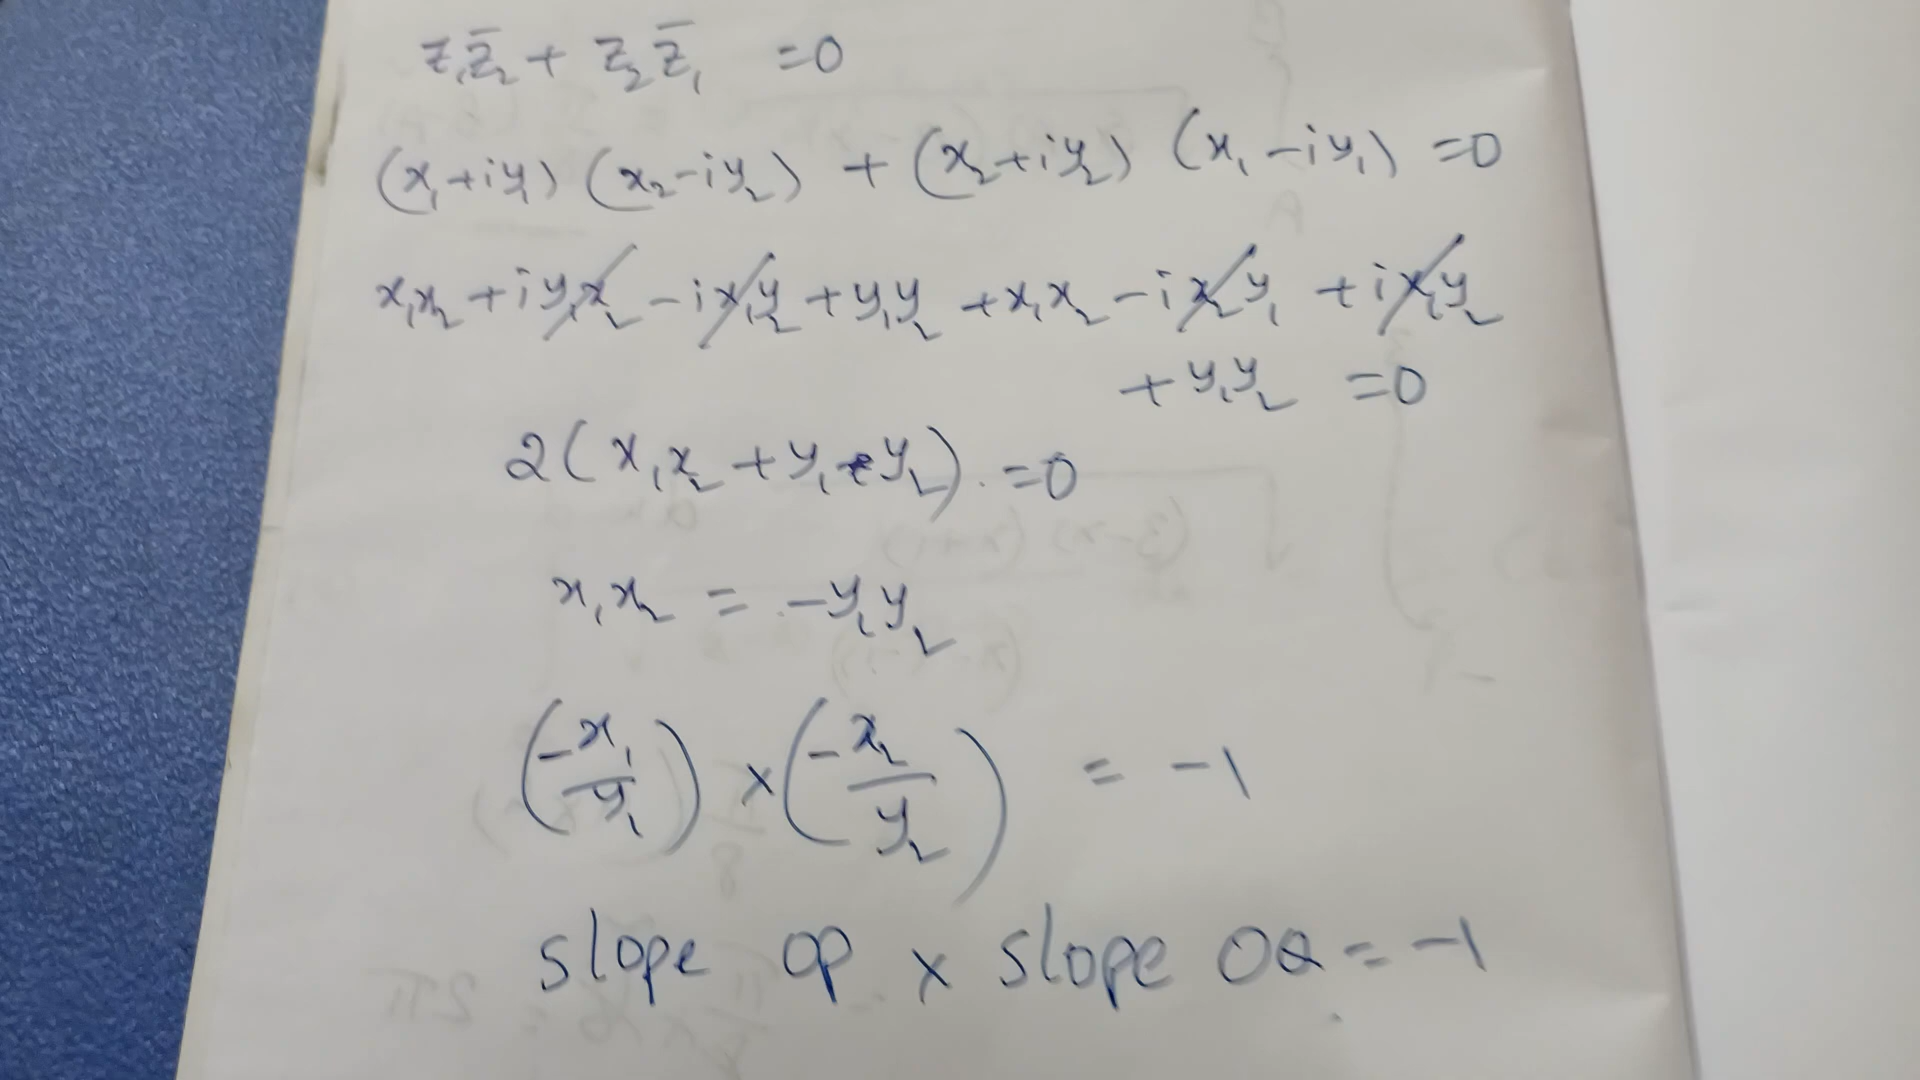 z₁z̄₂ + z₂z̄₁ = 0
(x₁+iy₁) (x₂-iy₂) + (x₂+iy₂) (x₁-iy₁) = 0
x₁x₂ + iy₁x₂ - ix₁y₂ + y₁y₂ + x₁x₂ - ix₂y₁ + ix₁y₂
+ y₁y₂ = 0
2(x₁x₂ + y₁y₂) = 0
x₁x₂ = -y₁y₂
(-x₁/y₁) × (-x₂/y₂) = -1
slope OP × slope OQ = -1